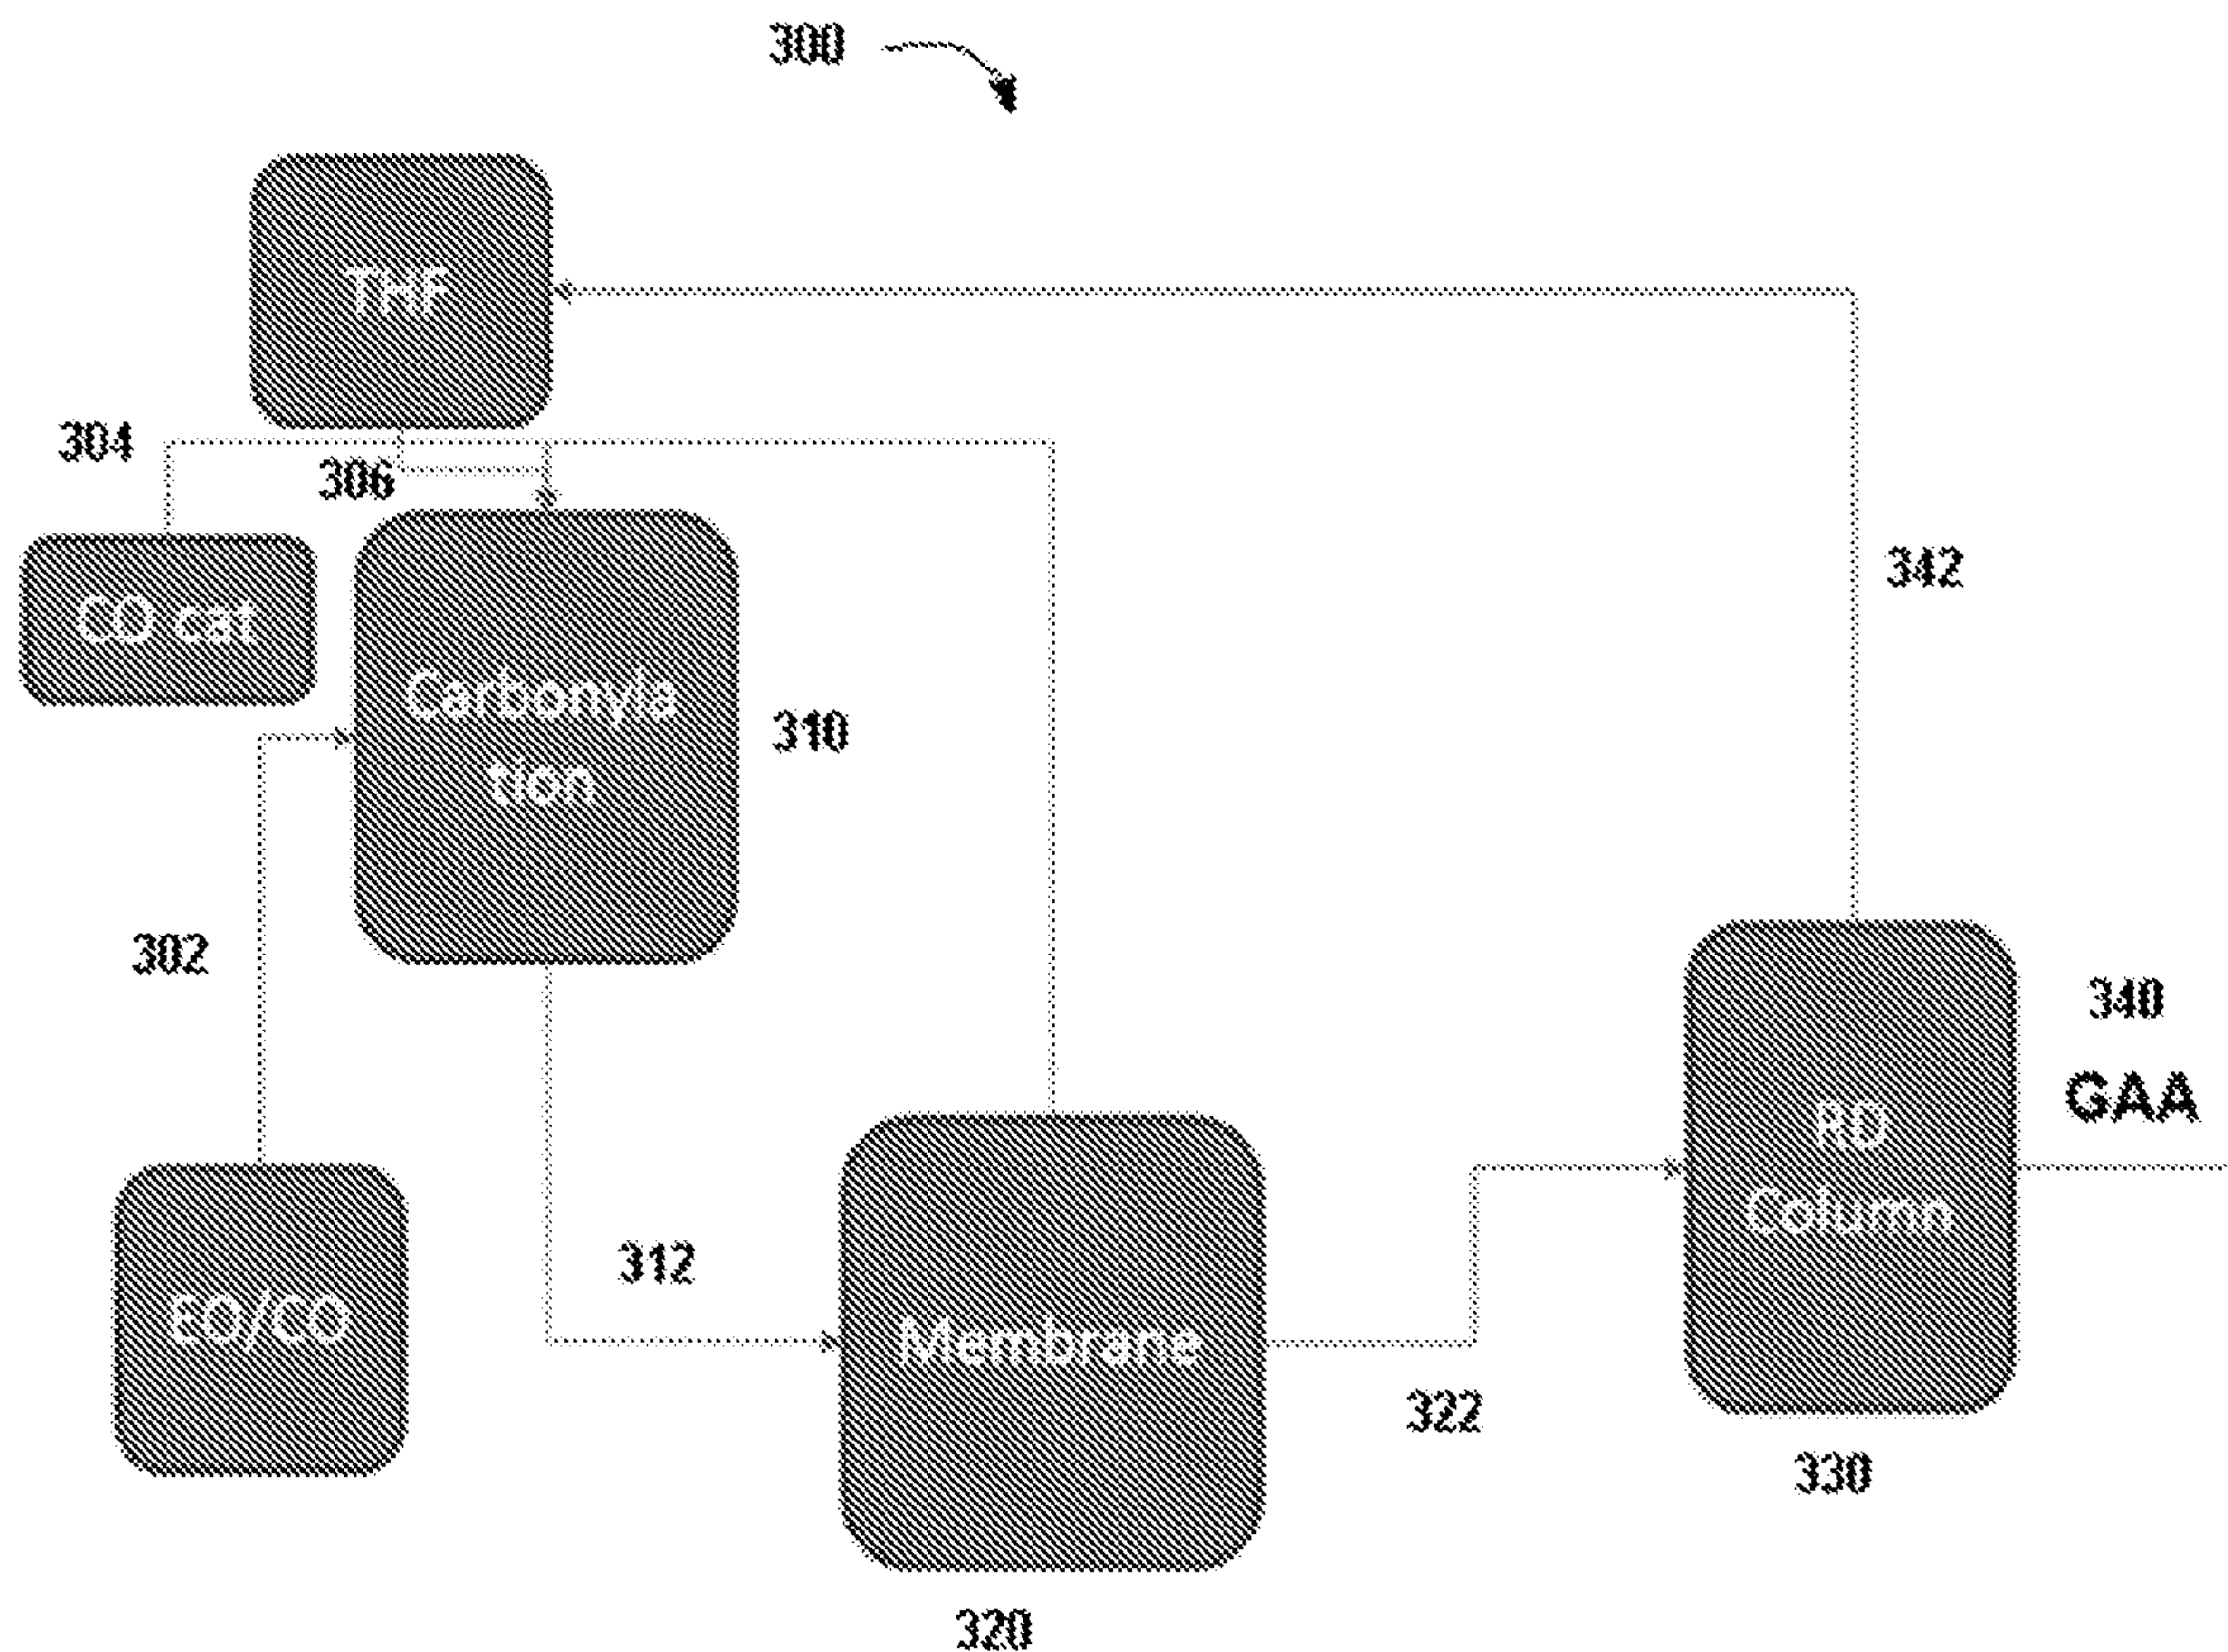 300
THF
304
306
CO cat
342
Carbonyla
tion
310
302
340
GAA
RD
Column
312
EO/CO
Membrane
322
330
320